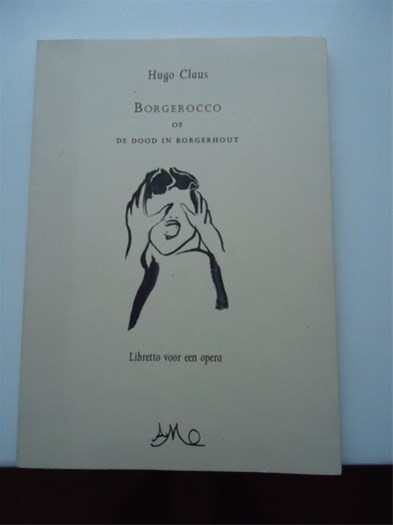 Hugo Claus
BORGEROCCO
OF
DE DOOD IN BORGERHOUT
Libretto voor een opera